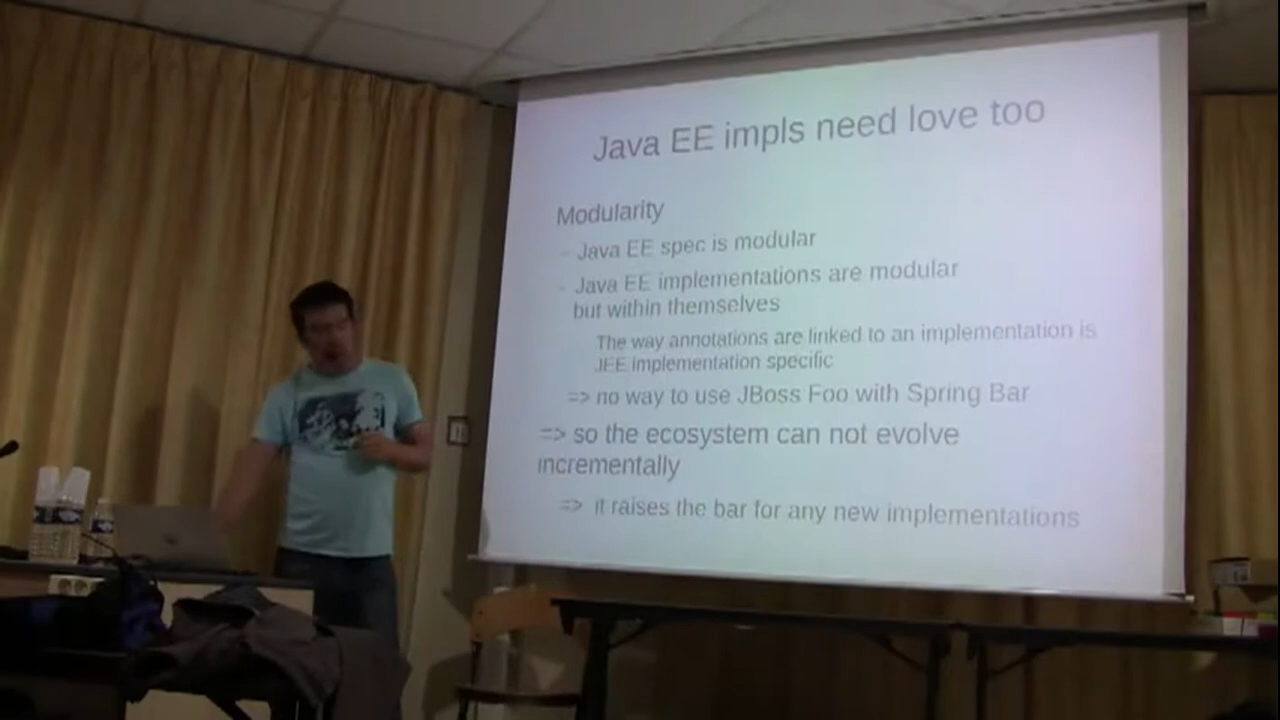 Java EE impls need love too
Modularity
- Java EE spec is modular
- Java EE implementations are modular
but within themselves
The way annotations are linked to an implementation is
JEE implementation specific
=> no way to use JBoss Foo with Spring Bar
=> so the ecosystem can not evolve
incrementally
=> it raises the bar for any new implementations